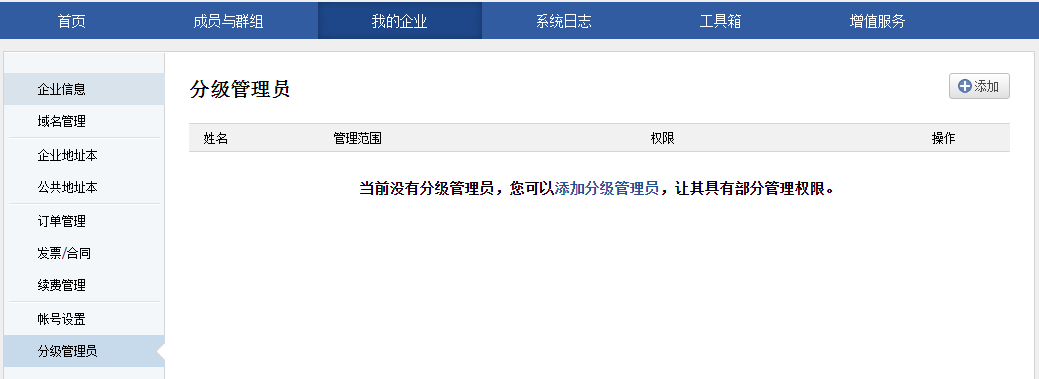 首页 成员与群组 我的企业 系统日志 工具箱 增值服务
企业信息
域名管理
企业地址本
公共地址本
订单管理
发票/合同
续费管理
帐号设置
分级管理员
分级管理员
添加
姓名 管理范围 权限 操作
当前没有分级管理员，您可以添加分级管理员，让其具有部分管理权限。